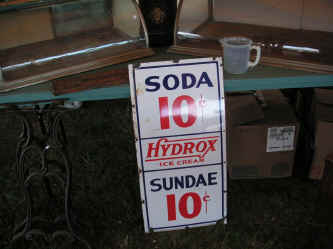 SODA
10¢
HYDROX
ICE CREAM
SUNDAE
10¢